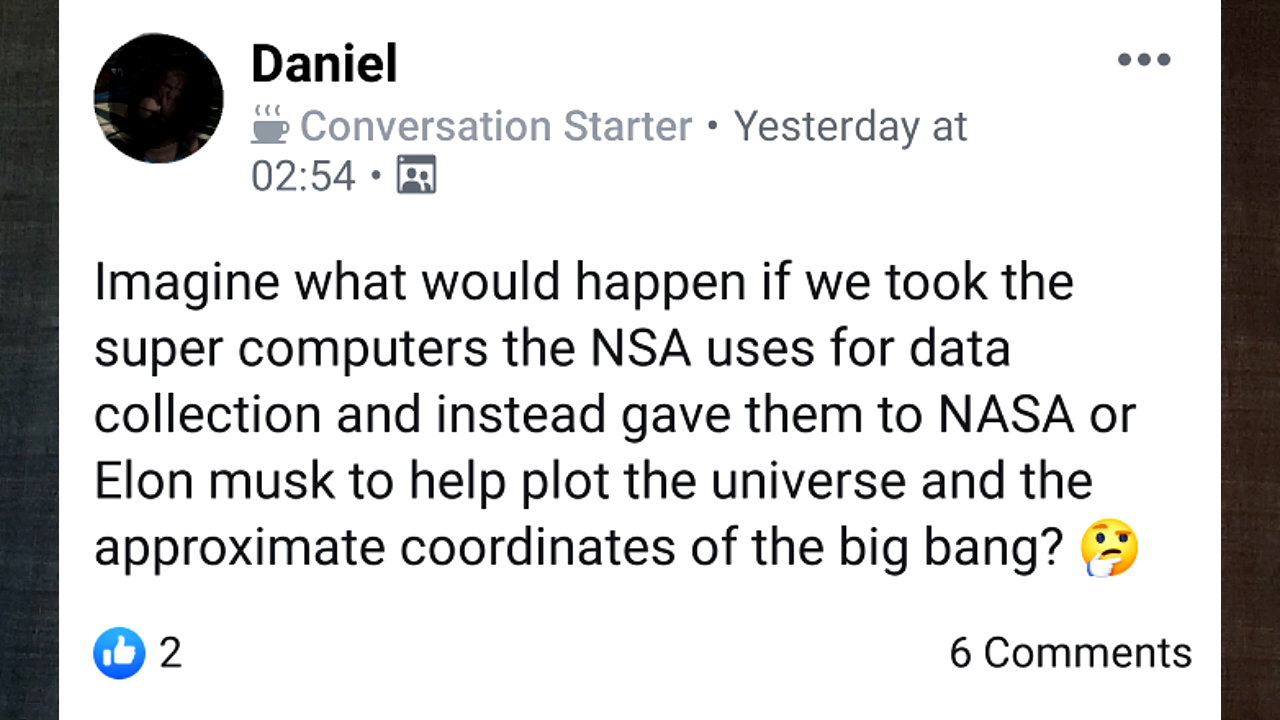 Daniel
Conversation Starter • Yesterday at
02:54 •
Imagine what would happen if we took the
super computers the NSA uses for data
collection and instead gave them to NASA or
Elon musk to help plot the universe and the
approximate coordinates of the big bang? 🤔
2
6 Comments